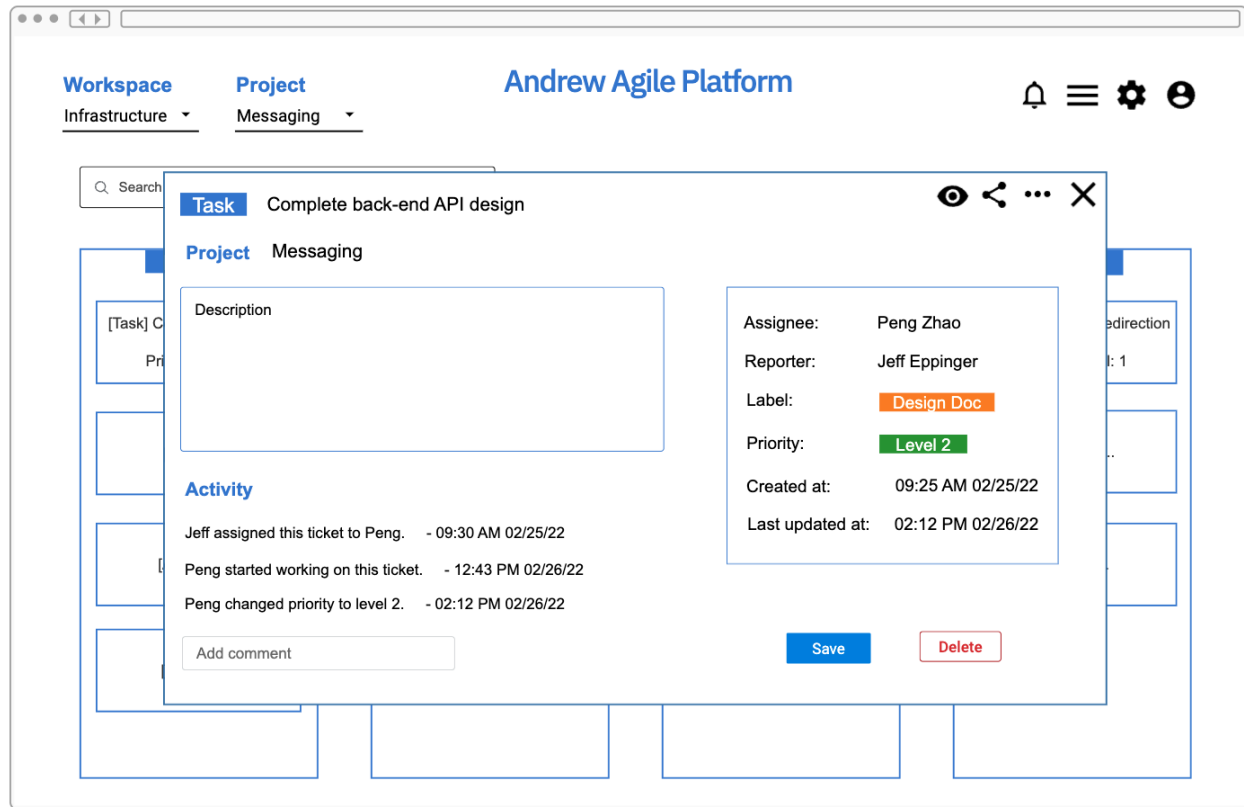 Workspace
Project
Andrew Agile Platform
Infrastructure
Messaging
Search
Task
Complete back-end API design
Project
Messaging
Description
Assignee:
Peng Zhao
Reporter:
Jeff Eppinger
Label:
Design Doc
Priority:
Level 2
Created at:
09:25 AM 02/25/22
Last updated at:
02:12 PM 02/26/22
Activity
Jeff assigned this ticket to Peng. - 09:30 AM 02/25/22
Peng started working on this ticket. - 12:43 PM 02/26/22
Peng changed priority to level 2. - 02:12 PM 02/26/22
Add comment
Save
Delete
[Task]
: 1